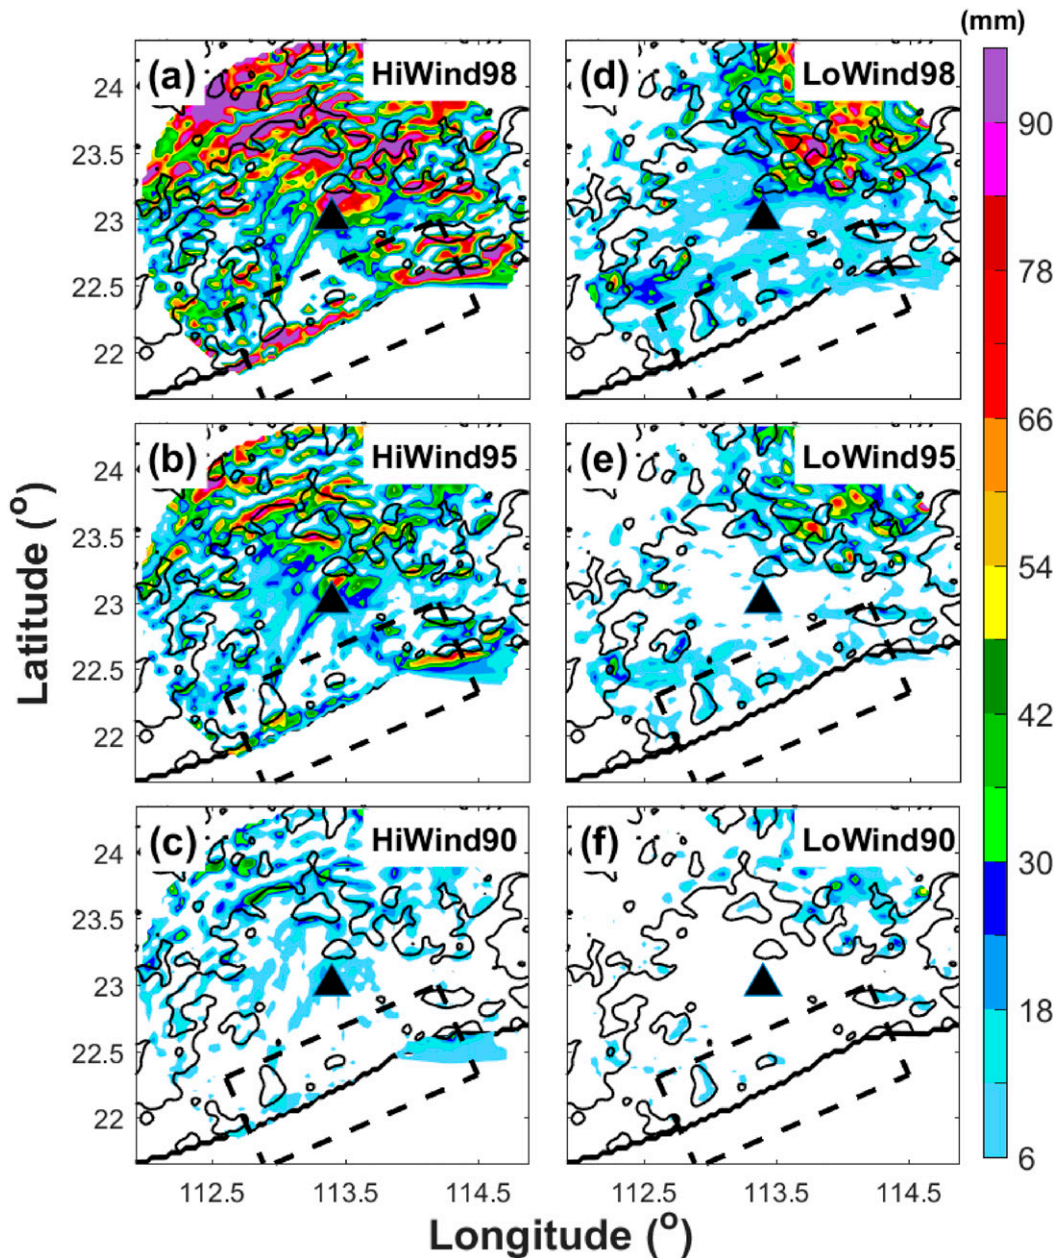 (mm)
(a) HiWind98
(d) LoWind98
24
23.5
23
22.5
22
(b) HiWind95
(e) LoWind95
24
23.5
23
22.5
22
(c) HiWind90
(f) LoWind90
24
23.5
23
22.5
22
112.5 113.5 114.5
112.5 113.5 114.5
Latitude (o)
Longitude (o)
90
78
66
54
42
30
18
6